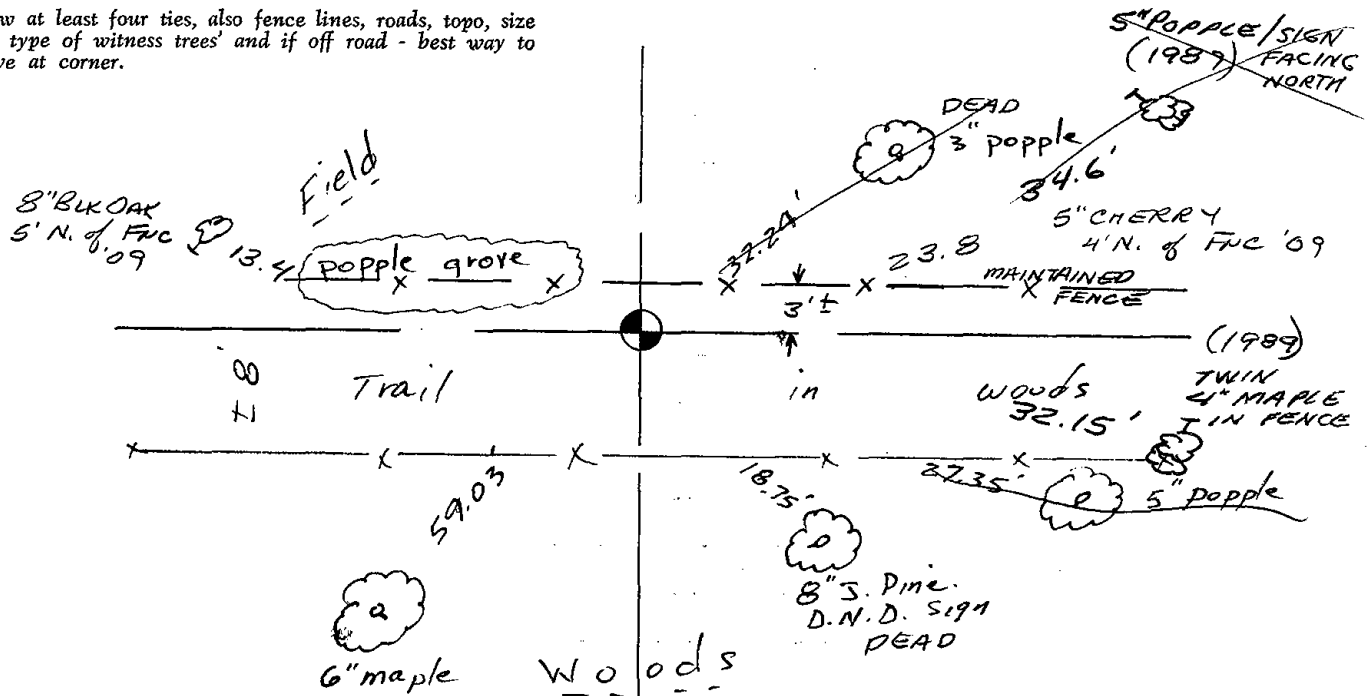 w at least four ties, also fence lines, roads, topo, size
type of witness trees' and if off road - best way to
ve at corner.
5" POPPLE/SIGN
(1989) FACING
NORTH
DEAD
3" popple
34.6'
Field
8" BLK OAK
5' N. of FNC
'09
13.4
popple grove
32.24'
5" CHERRY
4' N. of FNC '09
23.8
MAINTAINED
FENCE
3'±
(1989)
TWIN
4" MAPLE
IN FENCE
Trail in woods
32.15'
59.03'
18.75'
27.35'
5" popple
8" J. Pine.
D.N.D. Sign
DEAD
6" maple
Woods